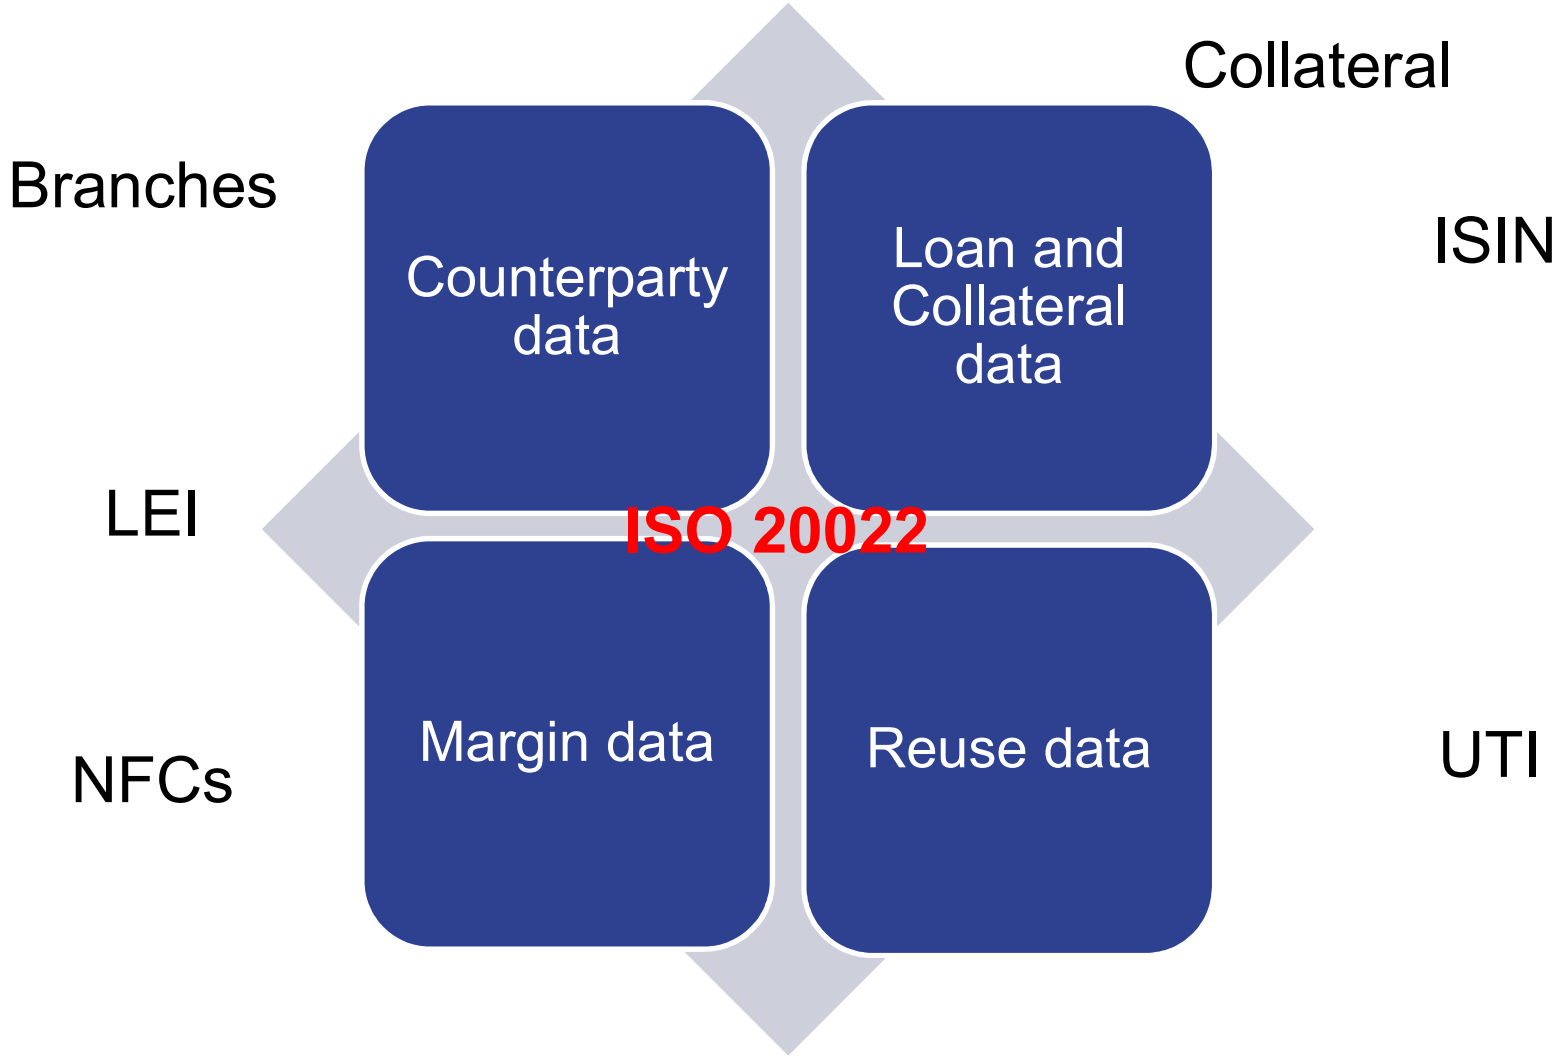 Collateral
Branches
ISIN
Counterparty
data
Loan and
Collateral
data
LEI
ISO 20022
NFCs
Margin data
Reuse data
UTI